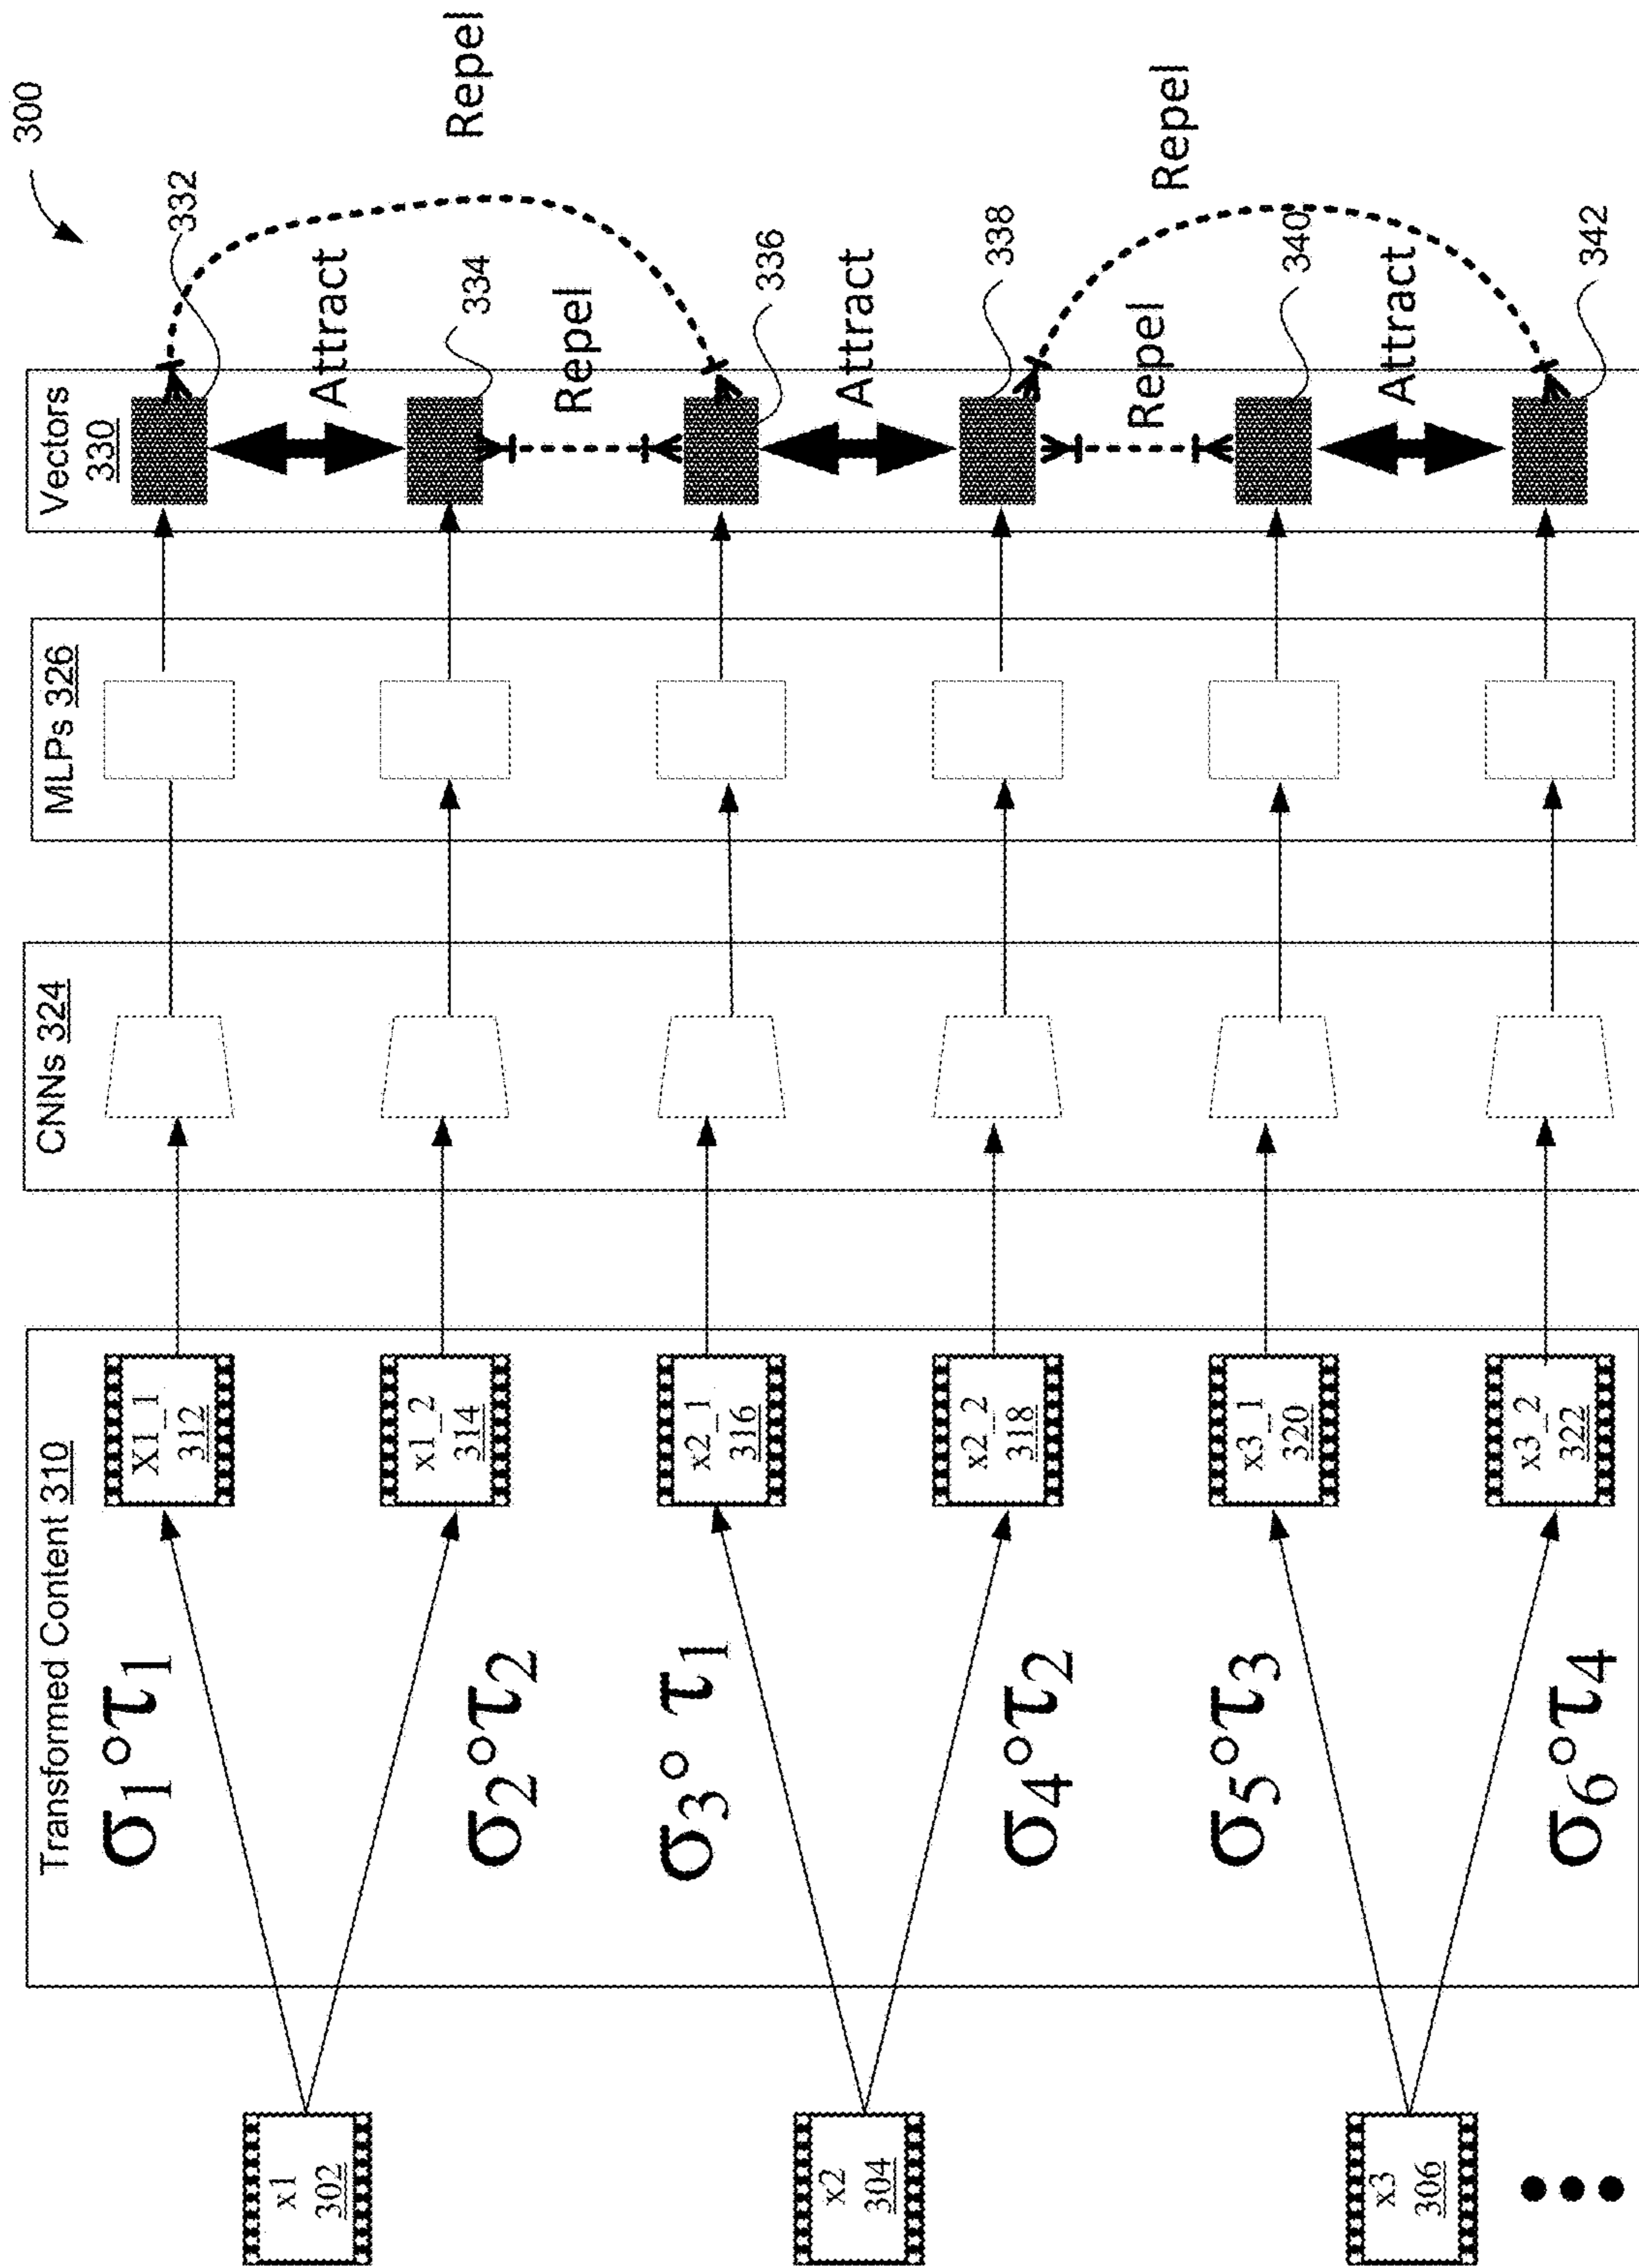 300
x1
302
x2
304
x3
306
Transformed Content 310
σ1°τ1
σ2°τ2
σ3° τ1
σ4°τ2
σ5°τ3
σ6°τ4
X1_1
312
x1_2
314
x2_1
316
x2_2
318
x3_1
320
x3_2
322
CNNs 324
MLPs 326
Vectors
330
332
Attract
334
Repel
336
Attract
338
Repel
340
Attract
342
Repel
Repel